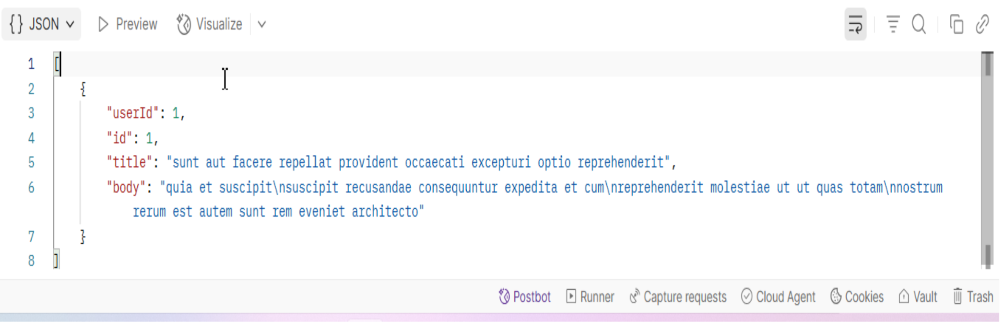 {} JSON Preview Visualize
1 [
2 {
3 "userId": 1,
4 "id": 1,
5 "title": "sunt aut facere repellat provident occaecati excepturi optio reprehenderit",
6 "body": "quia et suscipit\nsuscipit recusandae consequuntur expedita et cum\nreprehenderit molestiae ut ut quas totam\nnostrum
rerum est autem sunt rem eveniet architecto"
7 }
8 ]
Postbot Runner Capture requests Cloud Agent Cookies Vault Trash